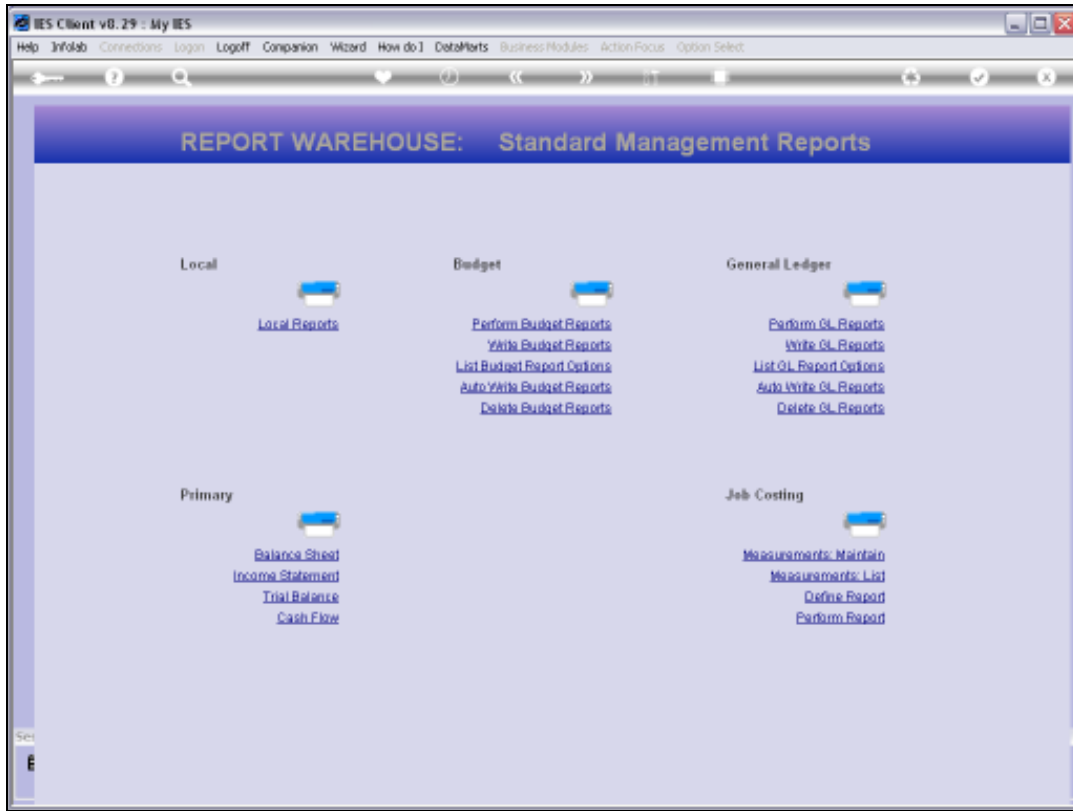 IES Client v8.29 : My IES
Help Infolab Connections Logon Logoff Companion Wizard How do I DataMarts Business Modules Action Focus Option Select
REPORT WAREHOUSE: Standard Management Reports
Local
Local Reports
Budget
Perform Budget Reports
Write Budget Reports
List Budget Report Options
Auto Write Budget Reports
Delete Budget Reports
General Ledger
Perform GL Reports
Write GL Reports
List GL Report Options
Auto Write GL Reports
Delete GL Reports
Primary
Balance Sheet
Income Statement
Trial Balance
Cash Flow
Job Costing
Measurements: Maintain
Measurements: List
Define Report
Perform Report